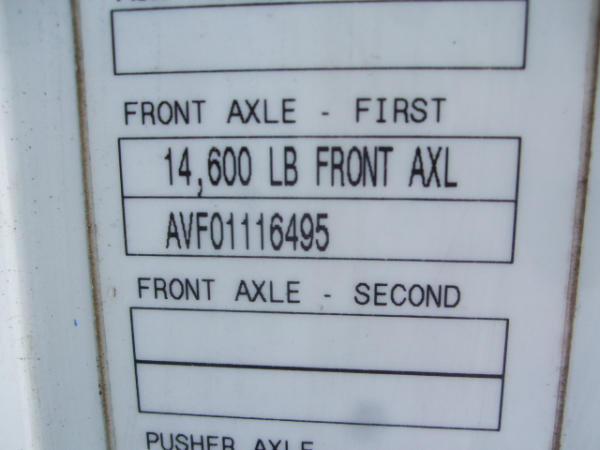 FRONT AXLE - FIRST
14,600 LB FRONT AXL
AVF01116495
FRONT AXLE - SECOND
PUSHER AXLE